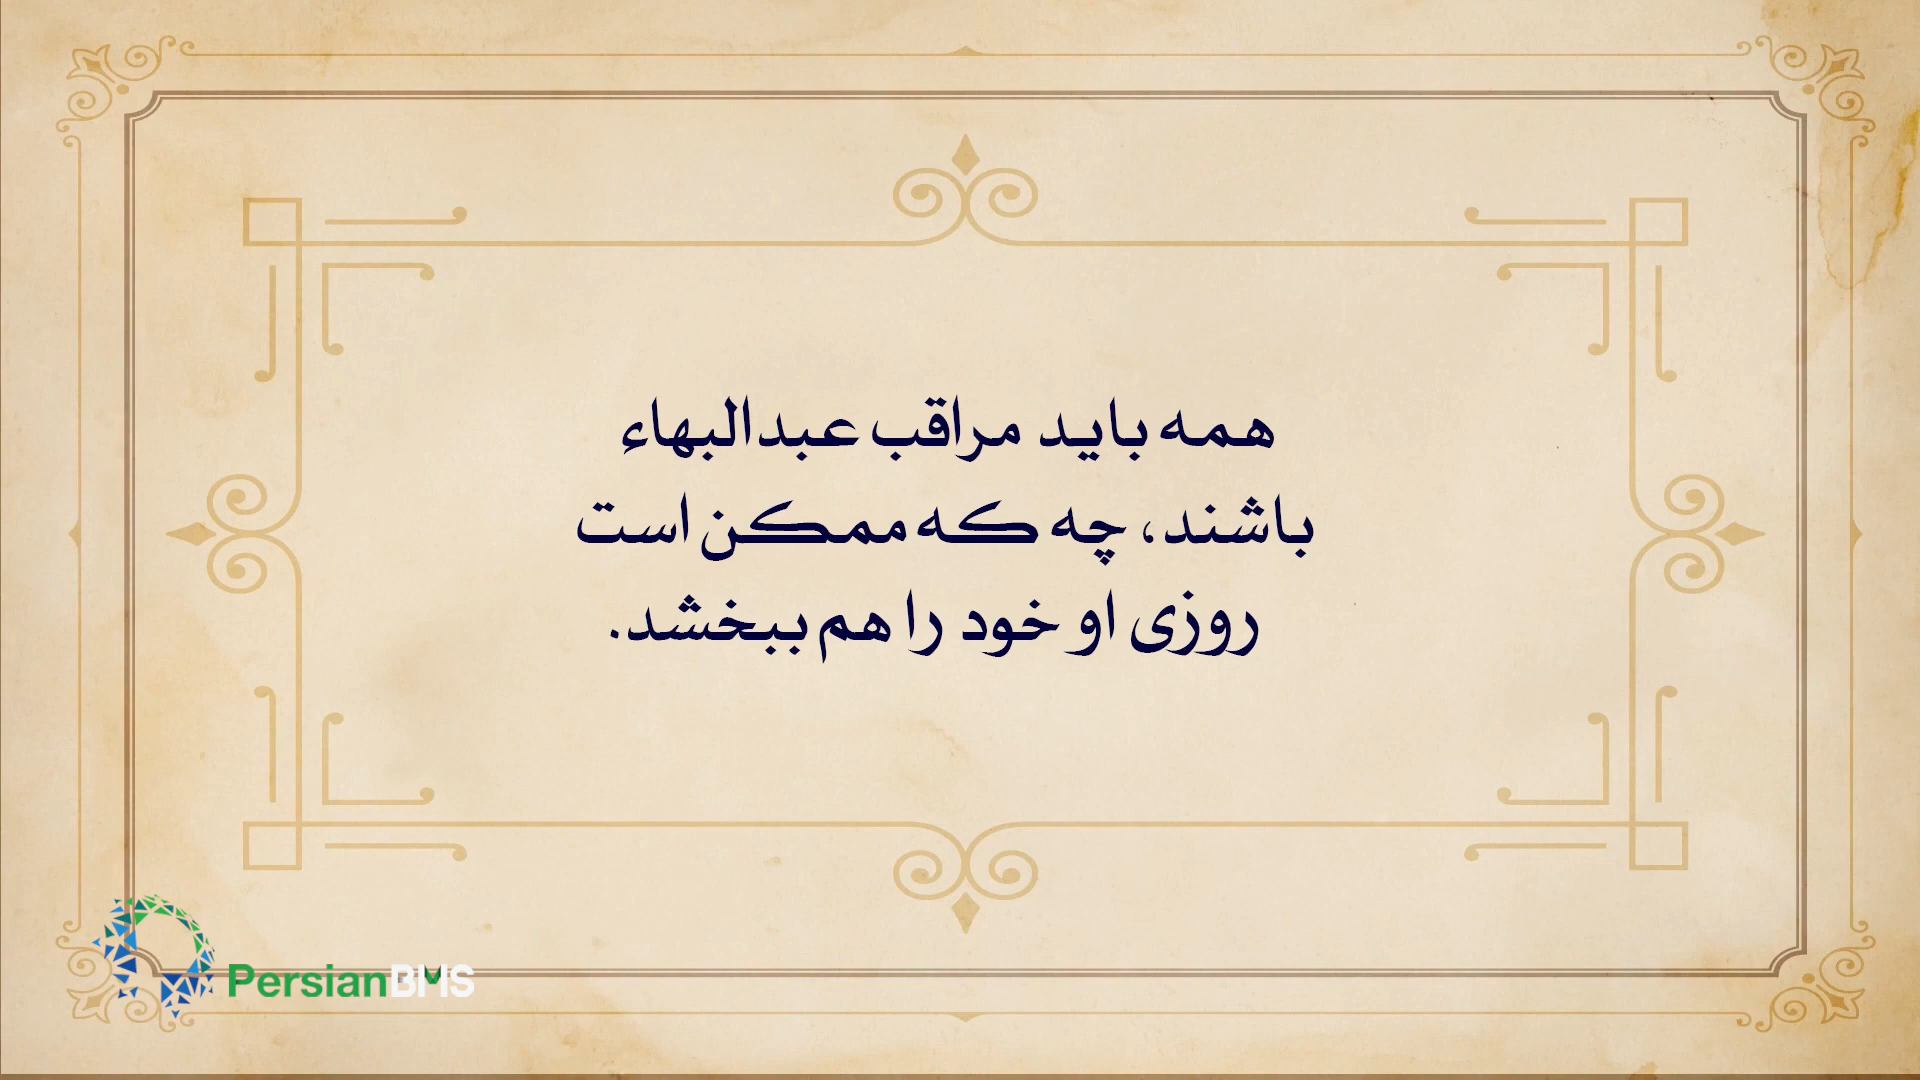 همه باید مراقب عبدالبهاء
باشند، چه که ممکن است
روزی او خود را هم ببخشد.
PersianBMS